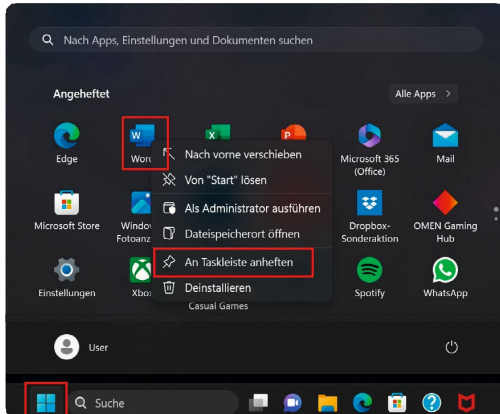 Nach Apps, Einstellungen und Dokumenten suchen
Angeheftet
Alle Apps >
Edge
Word
Microsoft 365
(Office)
Mail
Nach vorne verschieben
Von "Start" lösen
Als Administrator ausführen
Dateispeicherort öffnen
An Taskleiste anheften
Deinstallieren
Microsoft Store
Dropbox-
Sonderaktion
OMEN Gaming
Hub
Einstellungen
Xbo
Casual Games
Spotify
WhatsApp
User
Suche